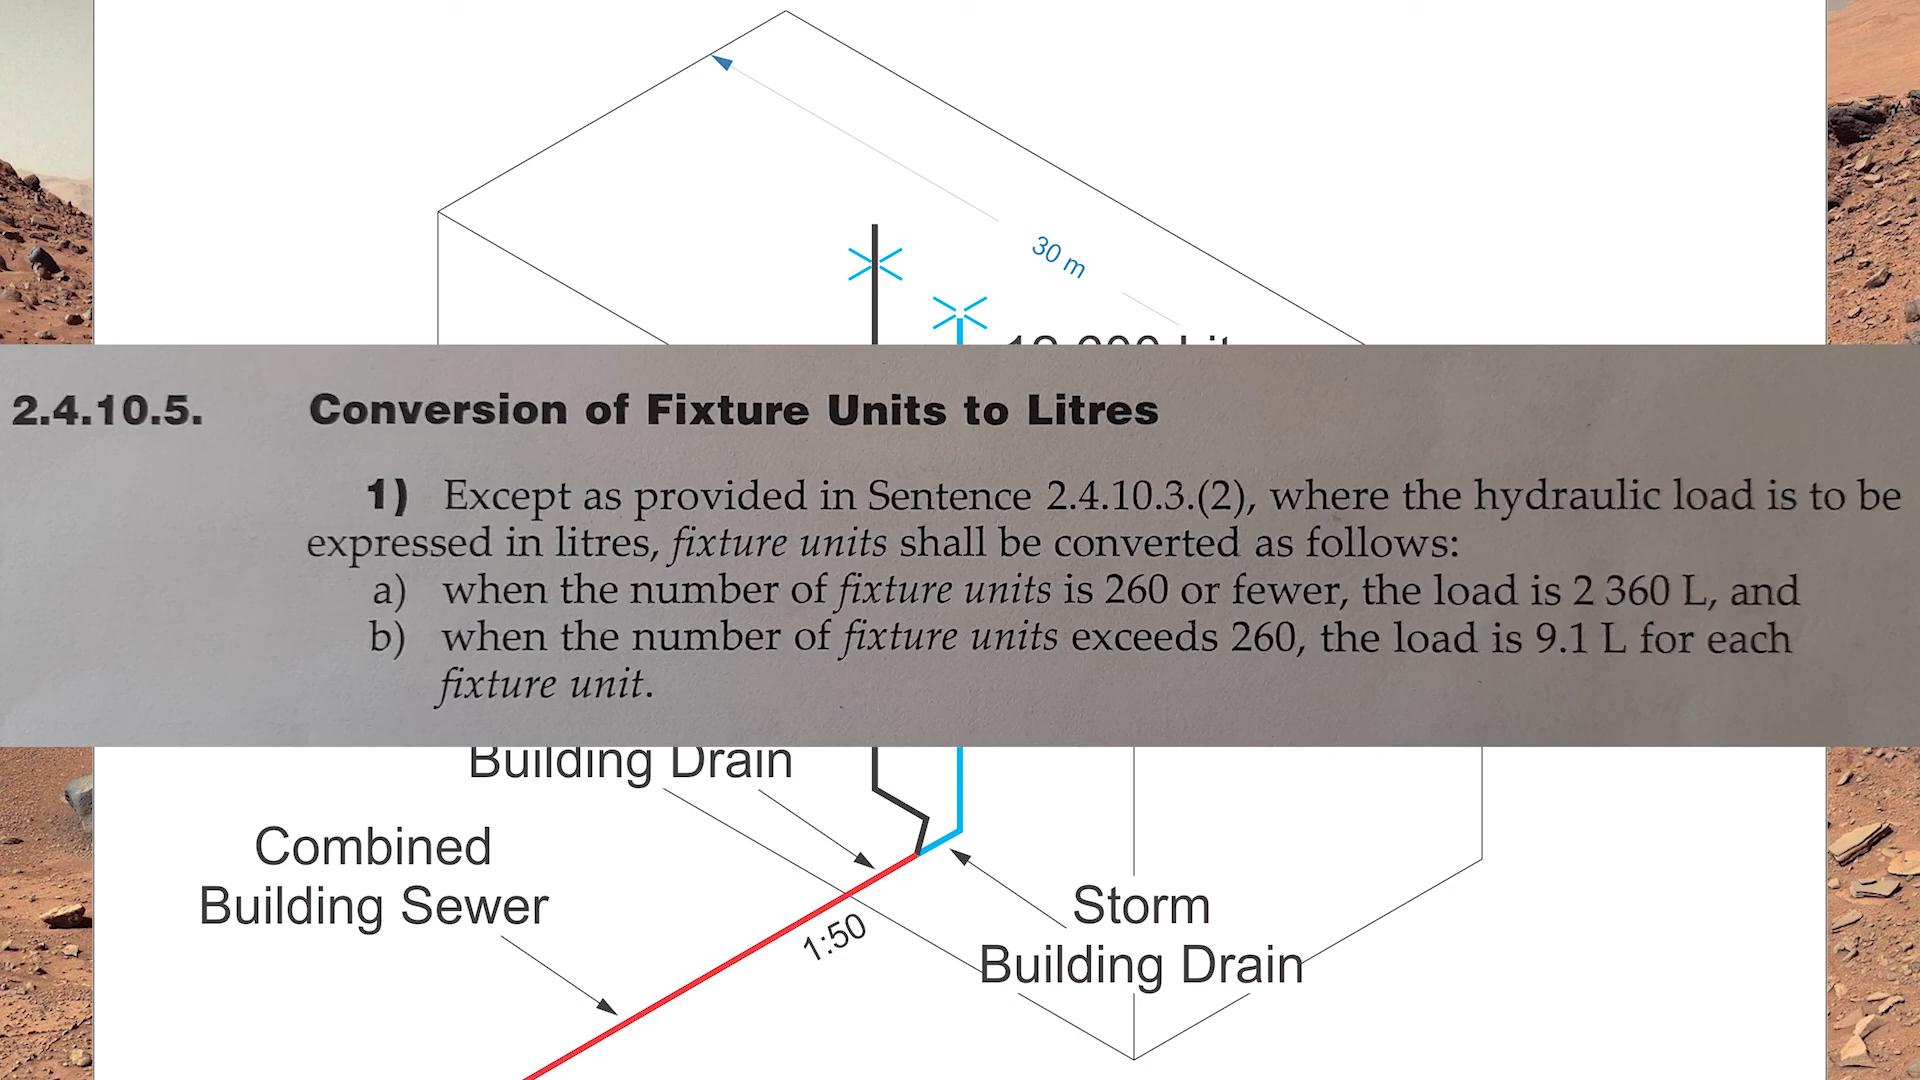 30 m
2.4.10.5. Conversion of Fixture Units to Litres
1) Except as provided in Sentence 2.4.10.3.(2), where the hydraulic load is to be
expressed in litres, fixture units shall be converted as follows:
a) when the number of fixture units is 260 or fewer, the load is 2 360 L, and
b) when the number of fixture units exceeds 260, the load is 9.1 L for each
fixture unit.
Building Drain
Combined
Building Sewer
1:50
Storm
Building Drain